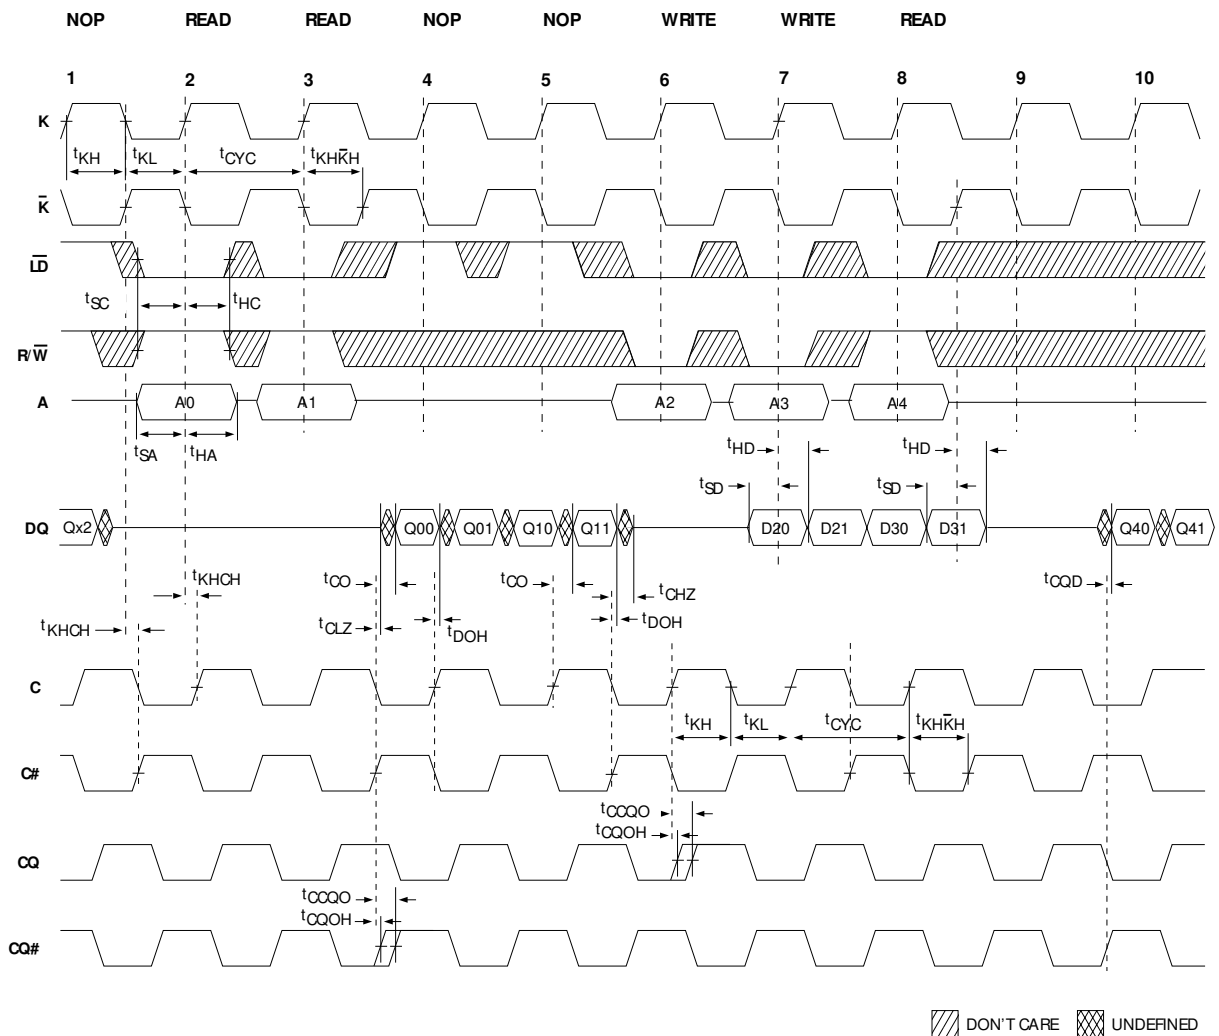 NOP READ READ NOP NOP WRITE WRITE READ
1 2 3 4 5 6 7 8 9 10
K
tKH tKL tCYC tKHK̅H
K̅
L̅D̅
tSC tHC
R/W̅
A A0 A1 A2 A3 A4
tSA tHA tHD tHD
tSD tSD
DQ Qx2 Q00 Q01 Q10 Q11 D20 D21 D30 D31 Q40 Q41
tKHCH tCO tCO tCHZ tCQD
tKHCH tCLZ tDOH tDOH
C
tKH tKL tCYC tKHK̅H
C#
tCCQO
tCQOH
CQ
tCCQO
tCQOH
CQ#
DON'T CARE UNDEFINED